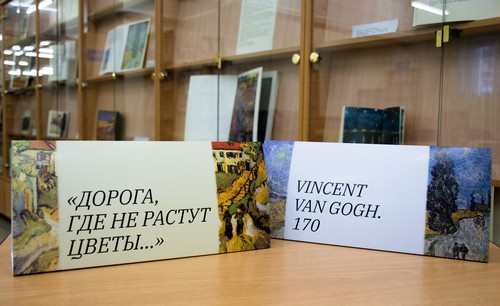 «ДОРОГА,
ГДЕ НЕ РАСТУТ
ЦВЕТЫ...»
VINCENT
VAN GOGH.
170